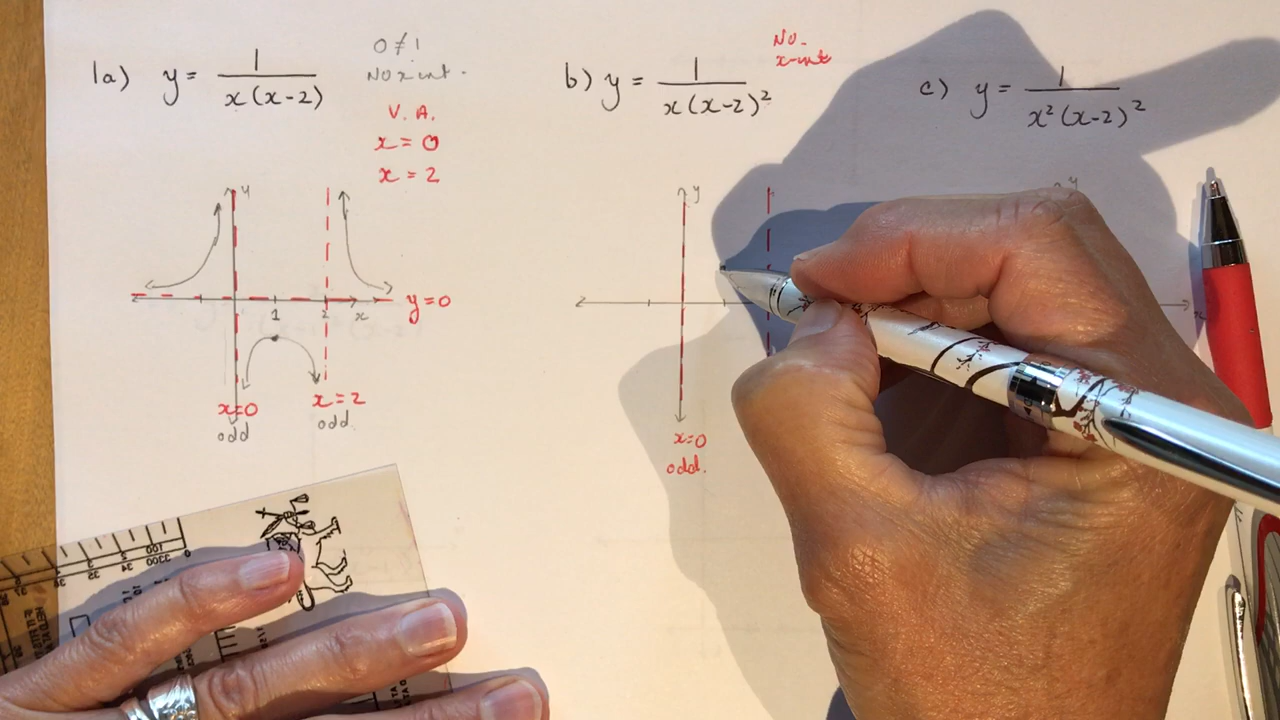 1a) y = 1 / x(x-2)
0 ≠ 1
No x int.
V. A.
x = 0
x = 2
y
1
2
x
y=0
x=0
odd
x=2
odd
b) y = 1 / x(x-2)²
No
x-int
y
x=0
odd.
c) y = 1 / x²(x-2)²
y